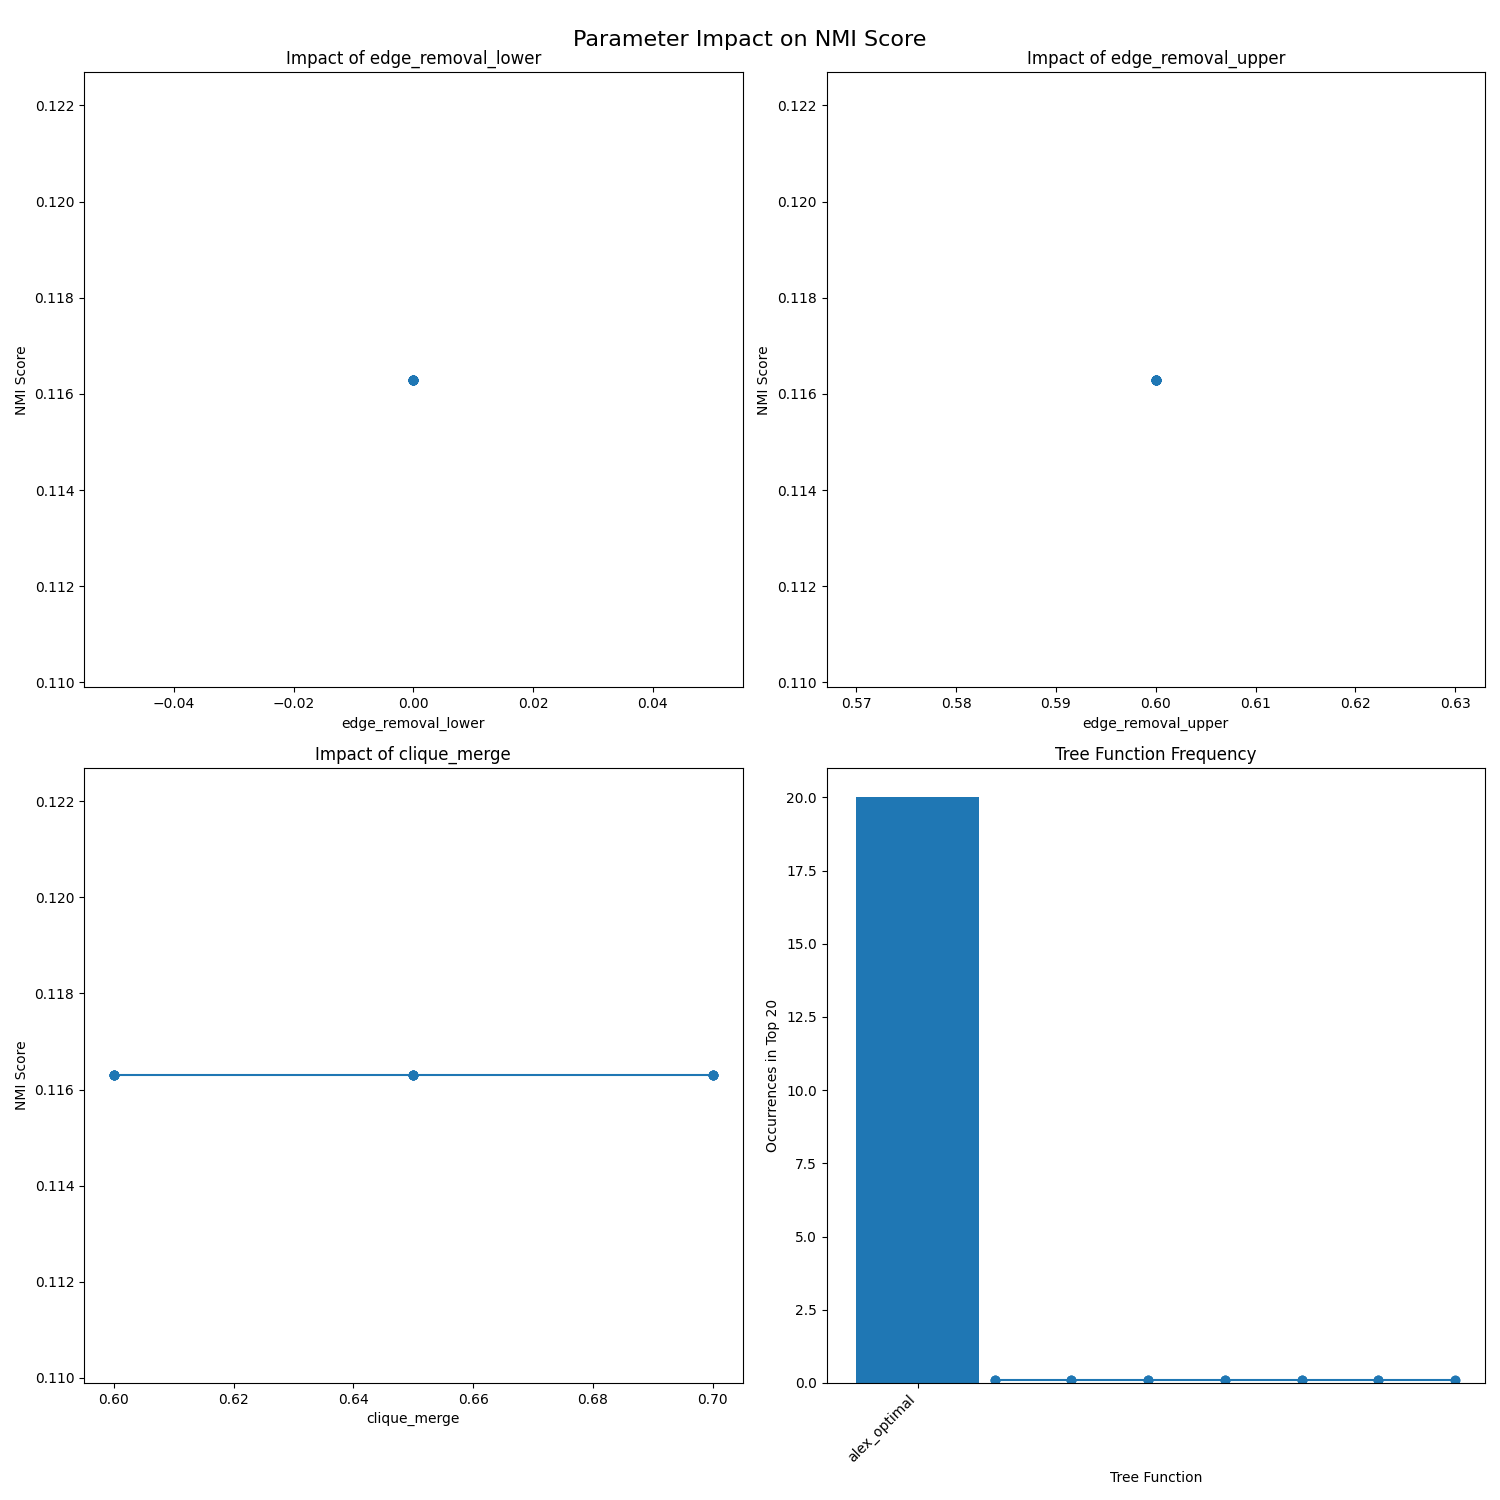 Parameter Impact on NMI Score
Impact of edge_removal_lower
0.122
0.120
0.118
0.116
0.114
0.112
0.110
NMI Score
−0.04 −0.02 0.00 0.02 0.04
edge_removal_lower
Impact of edge_removal_upper
0.122
0.120
0.118
0.116
0.114
0.112
0.110
NMI Score
0.57 0.58 0.59 0.60 0.61 0.62 0.63
edge_removal_upper
Impact of clique_merge
0.122
0.120
0.118
0.116
0.114
0.112
0.110
NMI Score
0.60 0.62 0.64 0.66 0.68 0.70
clique_merge
Tree Function Frequency
20.0
17.5
15.0
12.5
10.0
7.5
5.0
2.5
0.0
Occurrences in Top 20
alex_optimal
Tree Function